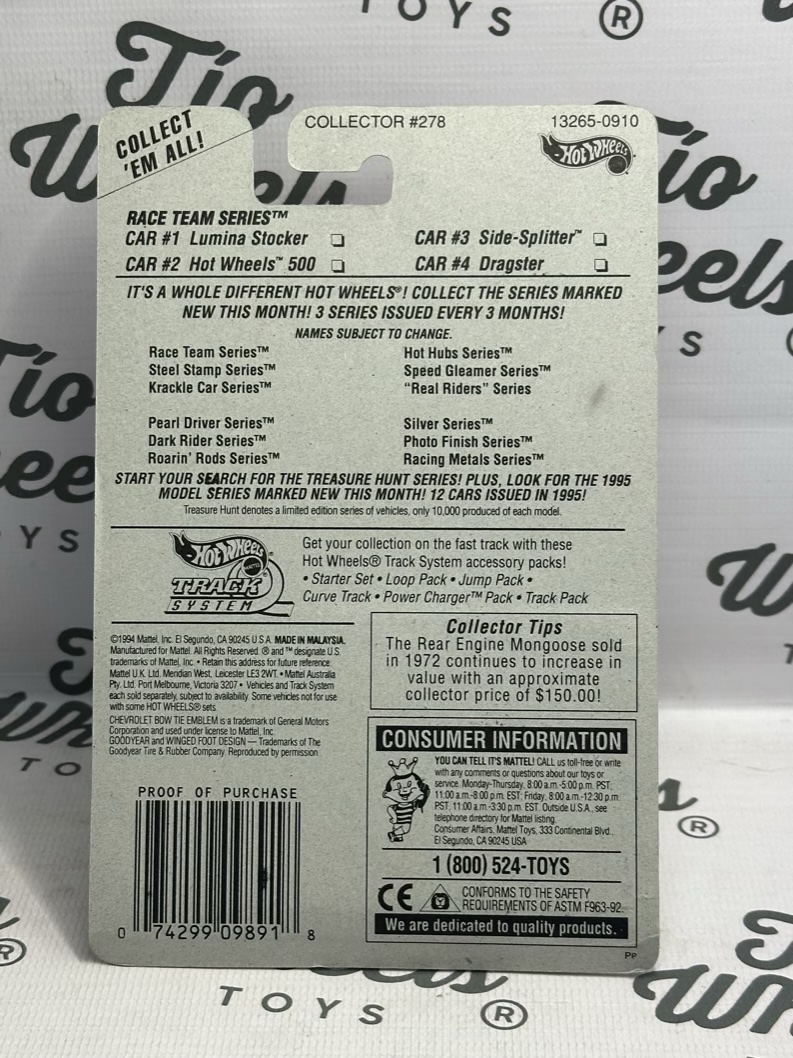 TOYS ®
Tío
COLLECT
'EM ALL!
COLLECTOR #278
13265-0910
HOT WHEELS
RACE TEAM SERIES™
CAR #1 Lumina Stocker
CAR #3 Side-Splitter™
CAR #2 Hot Wheels™ 500
CAR #4 Dragster
IT'S A WHOLE DIFFERENT HOT WHEELS®! COLLECT THE SERIES MARKED
NEW THIS MONTH! 3 SERIES ISSUED EVERY 3 MONTHS!
NAMES SUBJECT TO CHANGE.
Race Team Series™
Hot Hubs Series™
Steel Stamp Series™
Speed Gleamer Series™
Krackle Car Series™
"Real Riders" Series
Pearl Driver Series™
Silver Series™
Dark Rider Series™
Photo Finish Series™
Roarin' Rods Series™
Racing Metals Series™
START YOUR SEARCH FOR THE TREASURE HUNT SERIES! PLUS, LOOK FOR THE 1995
MODEL SERIES MARKED NEW THIS MONTH! 12 CARS ISSUED IN 1995!
Treasure Hunt denotes a limited edition series of vehicles, only 10,000 produced of each model.
HOT WHEELS
MATTEL
TRACK®
SYSTEM
Get your collection on the fast track with these
Hot Wheels® Track System accessory packs!
• Starter Set • Loop Pack • Jump Pack •
Curve Track • Power Charger™ Pack • Track Pack
©1994 Mattel, Inc. El Segundo, CA 90245 U.S.A. MADE IN MALAYSIA.
Manufactured for Mattel. All Rights Reserved. ® and ™ designate U.S.
trademarks of Mattel, Inc. • Retain this address for future reference:
Mattel U.K. Ltd. Meridian West, Leicester LE3 2WT. • Mattel Australia
Pty. Ltd. Port Melbourne, Victoria 3207. • Vehicles and Track System
each sold separately, subject to availability. Some vehicles not for use
with some HOT WHEELS® sets.
CHEVROLET BOW TIE EMBLEM is a trademark of General Motors
Corporation and used under license to Mattel, Inc.
GOODYEAR and WINGED FOOT DESIGN — Trademarks of The
Goodyear Tire & Rubber Company. Reproduced by permission.
Collector Tips
The Rear Engine Mongoose sold
in 1972 continues to increase in
value with an approximate
collector price of $150.00!
CONSUMER INFORMATION
YOU CAN TELL IT'S MATTEL! CALL us toll-free or write
with any comments or questions about our toys or
service. Monday-Thursday, 8:00 a.m.-5:00 p.m. PST,
11:00 a.m.-8:00 p.m. EST; Friday, 8:00 a.m.-12:30 p.m.
PST, 11:00 a.m.-3:30 p.m. EST. Outside U.S.A., see
telephone directory for Mattel listing.
Consumer Affairs, Mattel Toys, 333 Continental Blvd.,
El Segundo, CA 90245 USA
1 (800) 524-TOYS
CE
CONFORMS TO THE SAFETY
REQUIREMENTS OF ASTM F963-92.
We are dedicated to quality products.
PROOF OF PURCHASE
0 74299 09891 8
PP
TOYS ®